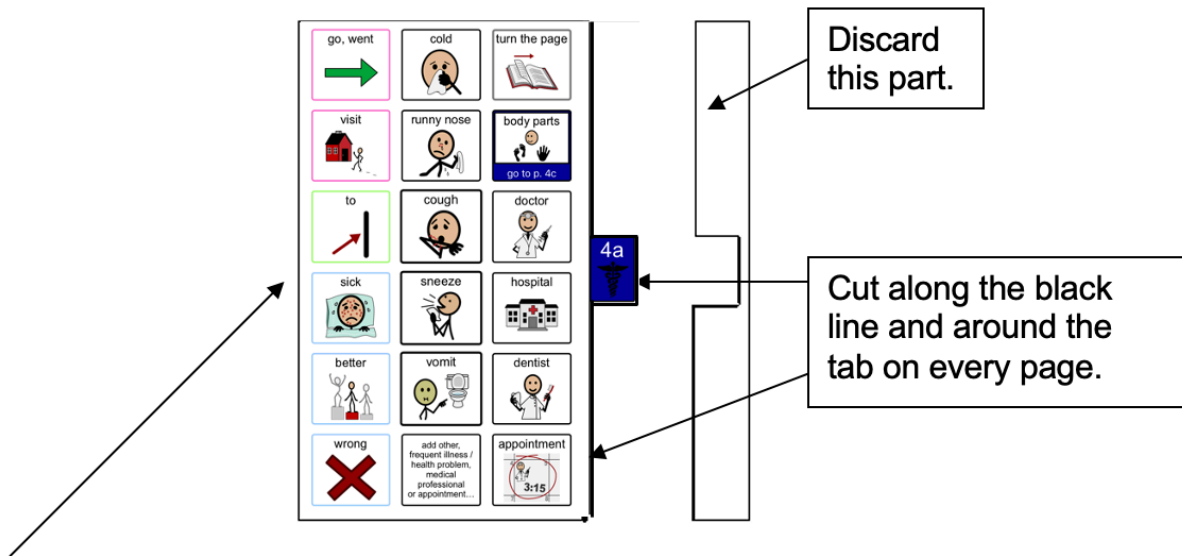 go, went
cold
turn the page
visit
runny nose
body parts
go to p. 4c
to
cough
doctor
sick
sneeze
hospital
better
vomit
dentist
wrong
add other,
frequent illness /
health problem,
medical
professional
or appointment...
appointment
3:15
4a
Discard
this part.
Cut along the black
line and around the
tab on every page.